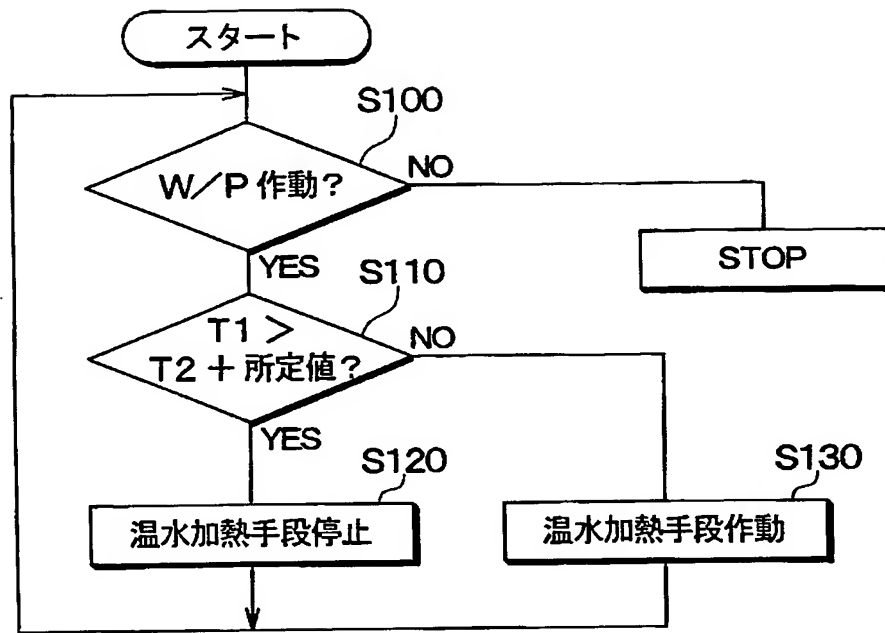 スタート
S100
W/P 作動?
NO
YES
STOP
S110
T1 >
T2 + 所定値?
NO
YES
S120
S130
温水加熱手段停止
温水加熱手段作動